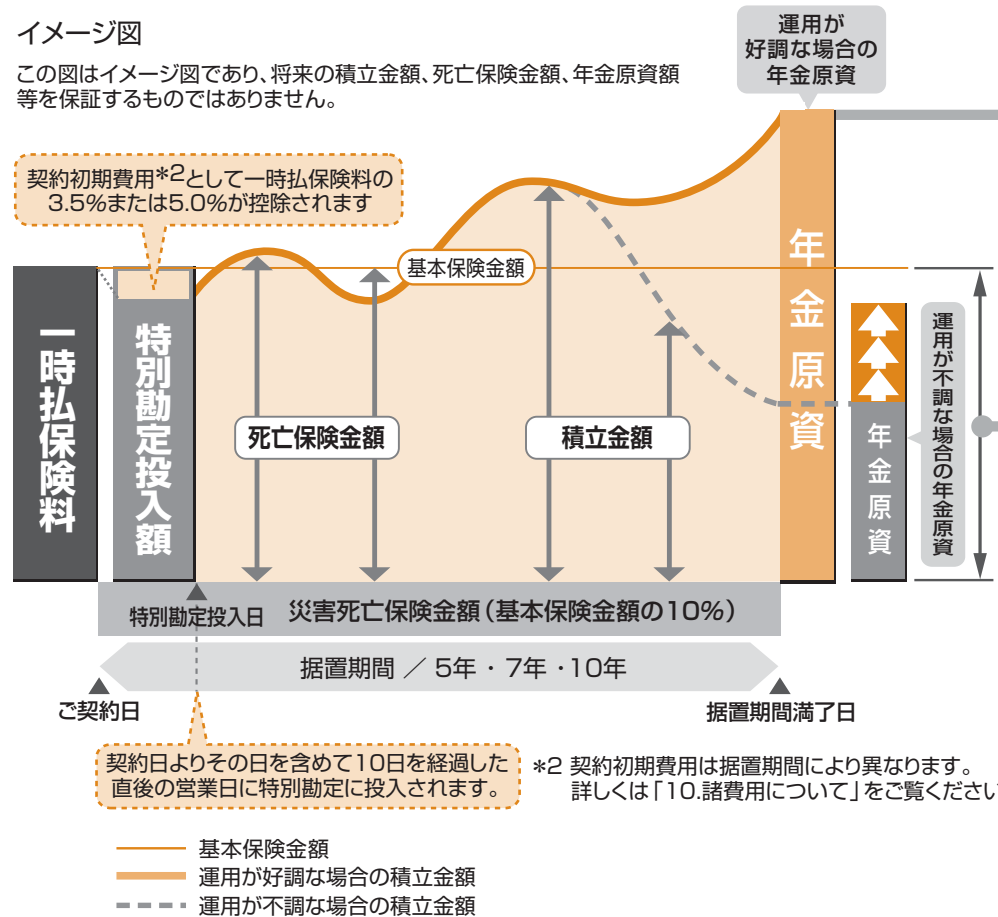 イメージ図
この図はイメージ図であり、将来の積立金額、死亡保険金額、年金原資額
等を保証するものではありません。
運用が
好調な場合の
年金原資
契約初期費用*2として一時払保険料の
3.5%または5.0%が控除されます
基本保険金額
一時払保険料
特別勘定投入額
死亡保険金額
積立金額
年金原資
年金原資
運用が不調な場合の年金原資
特別勘定投入日
災害死亡保険金額(基本保険金額の10%)
据置期間 / 5年・7年・10年
ご契約日
据置期間満了日
契約日よりその日を含めて10日を経過した
直後の営業日に特別勘定に投入されます。
*2 契約初期費用は据置期間により異なります。
詳しくは「10.諸費用について」をご覧ください
基本保険金額
運用が好調な場合の積立金額
運用が不調な場合の積立金額